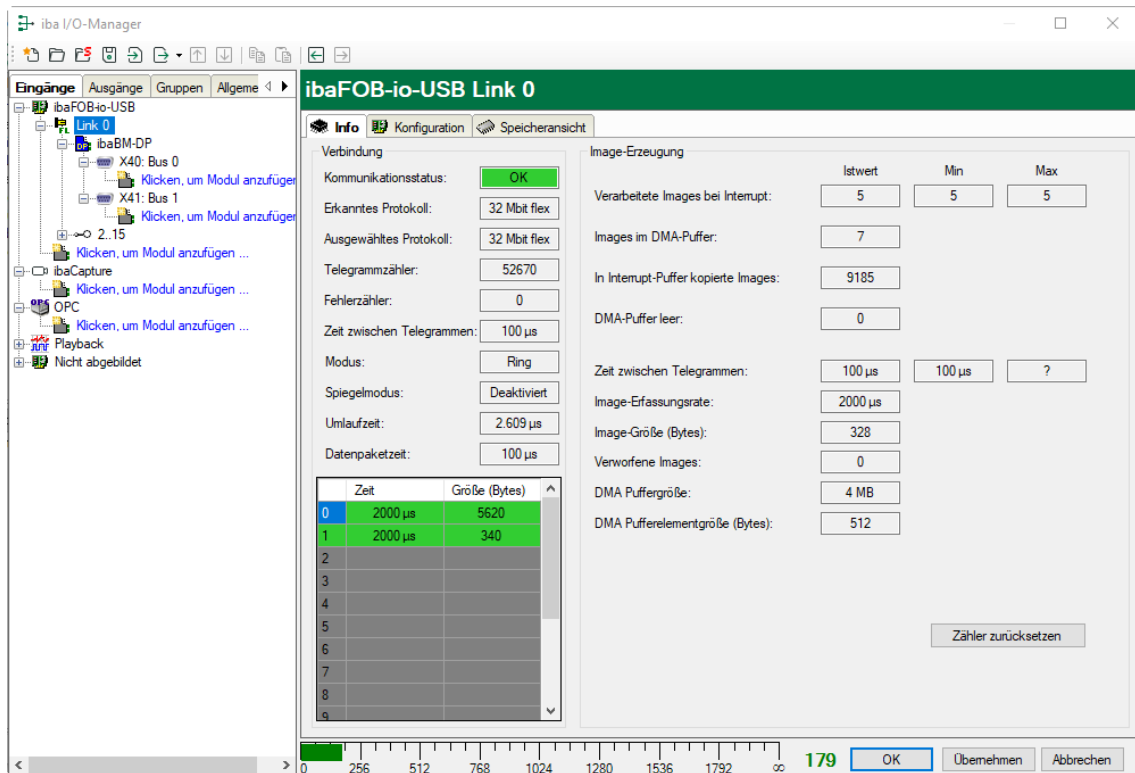 iba I/O-Manager
Eingänge Ausgänge Gruppen Allgeme
ibaFOB-io-USB
Link 0
ibaBM-DP
X40: Bus 0
Klicken, um Modul anzufüger
X41: Bus 1
Klicken, um Modul anzufüger
2..15
Klicken, um Modul anzufügen ...
ibaCapture
Klicken, um Modul anzufügen ...
OPC
Klicken, um Modul anzufügen ...
Playback
Nicht abgebildet
ibaFOB-io-USB Link 0
Info Konfiguration Speicheransicht
Verbindung
Kommunikationsstatus: OK
Erkanntes Protokoll: 32 Mbit flex
Ausgewähltes Protokoll: 32 Mbit flex
Telegrammzähler: 52670
Fehlerzähler: 0
Zeit zwischen Telegrammen: 100 µs
Modus: Ring
Spiegelmodus: Deaktiviert
Umlaufzeit: 2.609 µs
Datenpaketzeit: 100 µs
Zeit Größe (Bytes)
0 2000 µs 5620
1 2000 µs 340
2
3
4
5
6
7
8
9
Image-Erzeugung
Istwert Min Max
Verarbeitete Images bei Interrupt: 5 5 5
Images im DMA-Puffer: 7
In Interrupt-Puffer kopierte Images: 9185
DMA-Puffer leer: 0
Zeit zwischen Telegrammen: 100 µs 100 µs ?
Image-Erfassungsrate: 2000 µs
Image-Größe (Bytes): 328
Verworfene Images: 0
DMA Puffergröße: 4 MB
DMA Pufferelementgröße (Bytes): 512
Zähler zurücksetzen
0 256 512 768 1024 1280 1536 1792 ∞ 179 OK Übernehmen Abbrechen